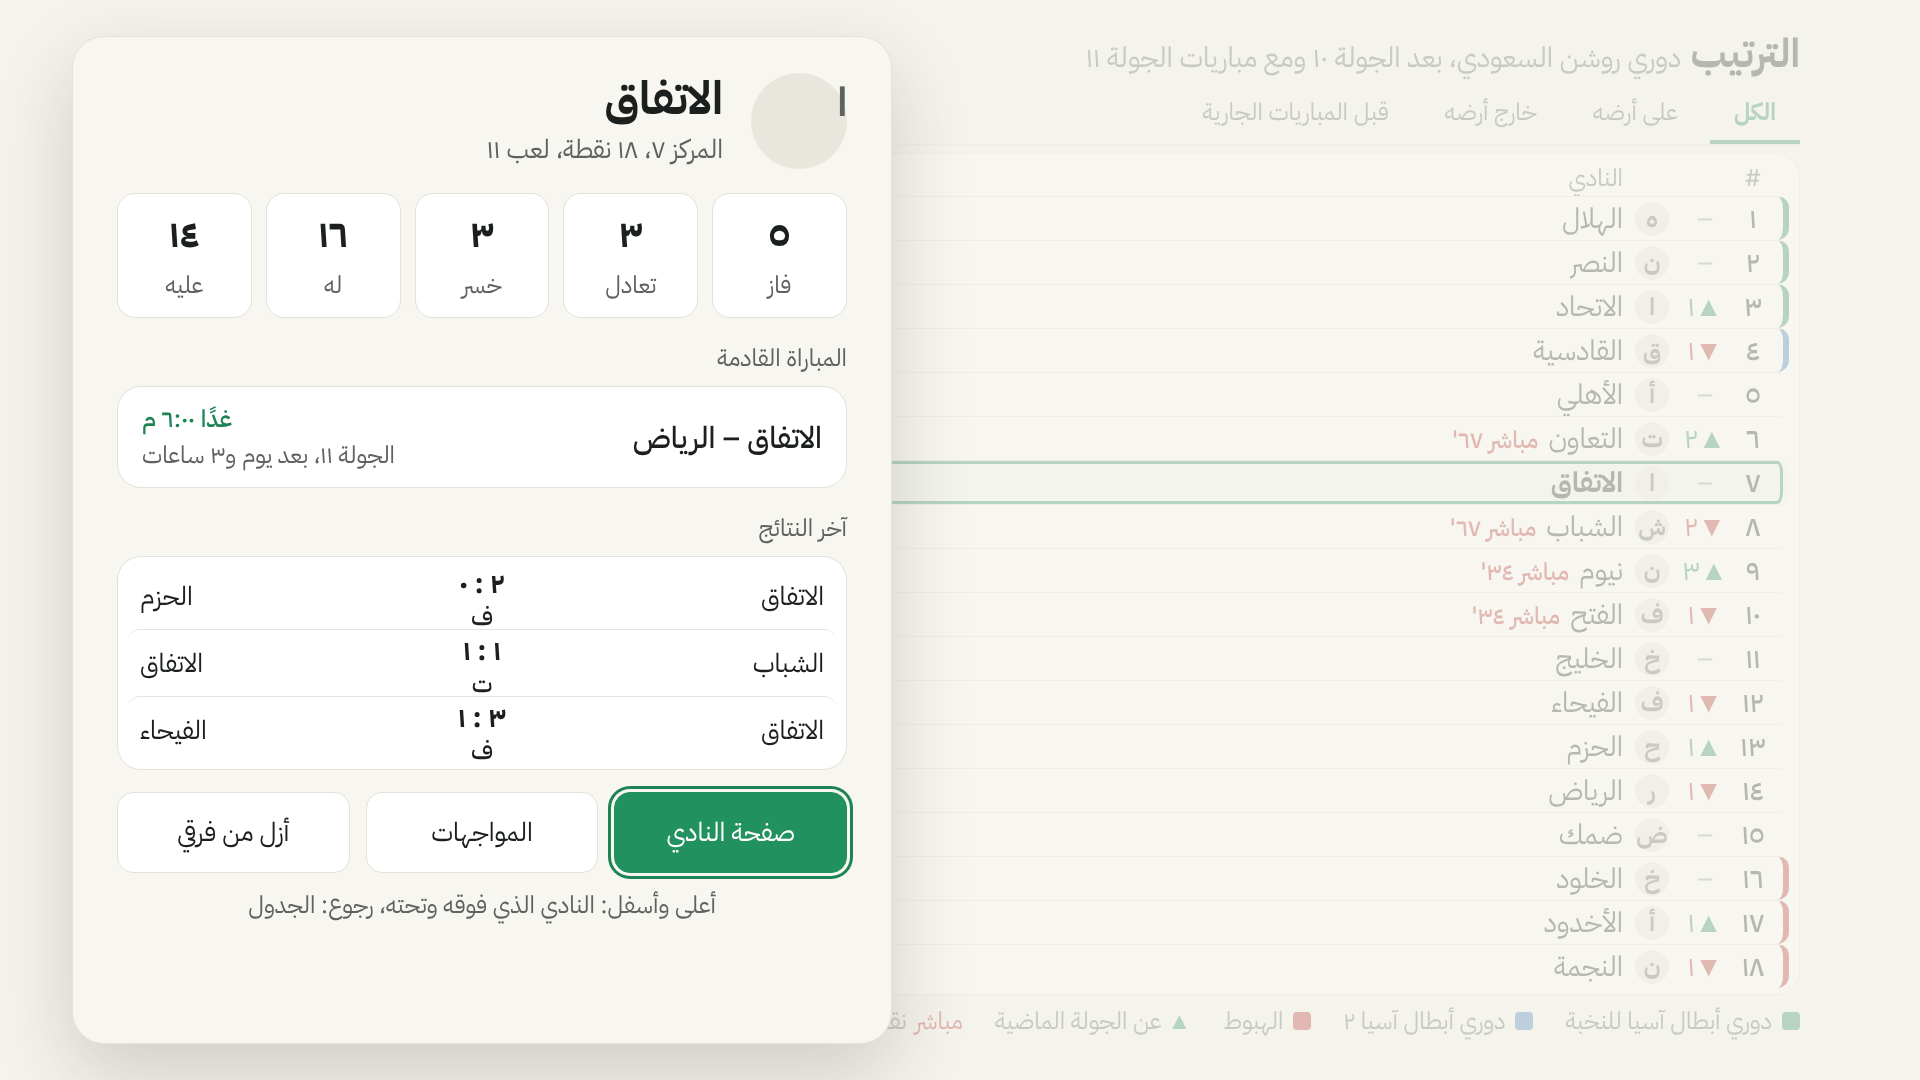 الترتيب دوري روشن السعودي، بعد الجولة ١٠ ومع مباريات الجولة ١١
الكل
على أرضه
خارج أرضه
قبل المباريات الجارية
# النادي
١ – ه الهلال
٢ – ن النصر
٣ ▲ ١ ا الاتحاد
٤ ▼ ١ ق القادسية
٥ – أ الأهلي
٦ ▲ ٢ ت التعاون مباشر ٦٧'
٧ – ا الاتفاق
٨ ▼ ٢ ش الشباب مباشر ٦٧'
٩ ▲ ٣ ن نيوم مباشر ٣٤'
١٠ ▼ ١ ف الفتح مباشر ٣٤'
١١ – خ الخليج
١٢ ▼ ١ ف الفيحاء
١٣ ▲ ١ ح الحزم
١٤ ▼ ١ ر الرياض
١٥ – ض ضمك
١٦ – خ الخلود
١٧ ▲ ١ أ الأخدود
١٨ ▼ ١ ن النجمة
دوري أبطال آسيا للنخبة
دوري أبطال آسيا ٢
الهبوط
▲ عن الجولة الماضية
مباشر
ا
الاتفاق
المركز ٧، ١٨ نقطة، لعب ١١
٥ فاز
٣ تعادل
٣ خسر
١٦ له
١٤ عليه
المباراة القادمة
الاتفاق – الرياض
غدًا ٦:٠٠ م
الجولة ١١، بعد يوم و٣ ساعات
آخر النتائج
الاتفاق ٢ : ٠ الحزم
ف
الشباب ١ : ١ الاتفاق
ت
الاتفاق ٣ : ١ الفيحاء
ف
صفحة النادي
المواجهات
أزل من فرقي
أعلى وأسفل: النادي الذي فوقه وتحته، رجوع: الجدول